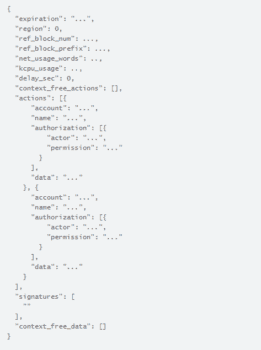 {
  "expiration": "...",
  "region": 0,
  "ref_block_num": ...,
  "ref_block_prefix": ...,
  "net_usage_words": ..,
  "kcpu_usage": ..,
  "delay_sec": 0,
  "context_free_actions": [],
  "actions": [{
      "account": "...",
      "name": "...",
      "authorization": [{
          "actor": "...",
          "permission": "..."
        }
      ],
      "data": "..."
    }, {
      "account": "...",
      "name": "...",
      "authorization": [{
          "actor": "...",
          "permission": "..."
        }
      ],
      "data": "..."
    }
  ],
  "signatures": [
    ""
  ],
  "context_free_data": []
}